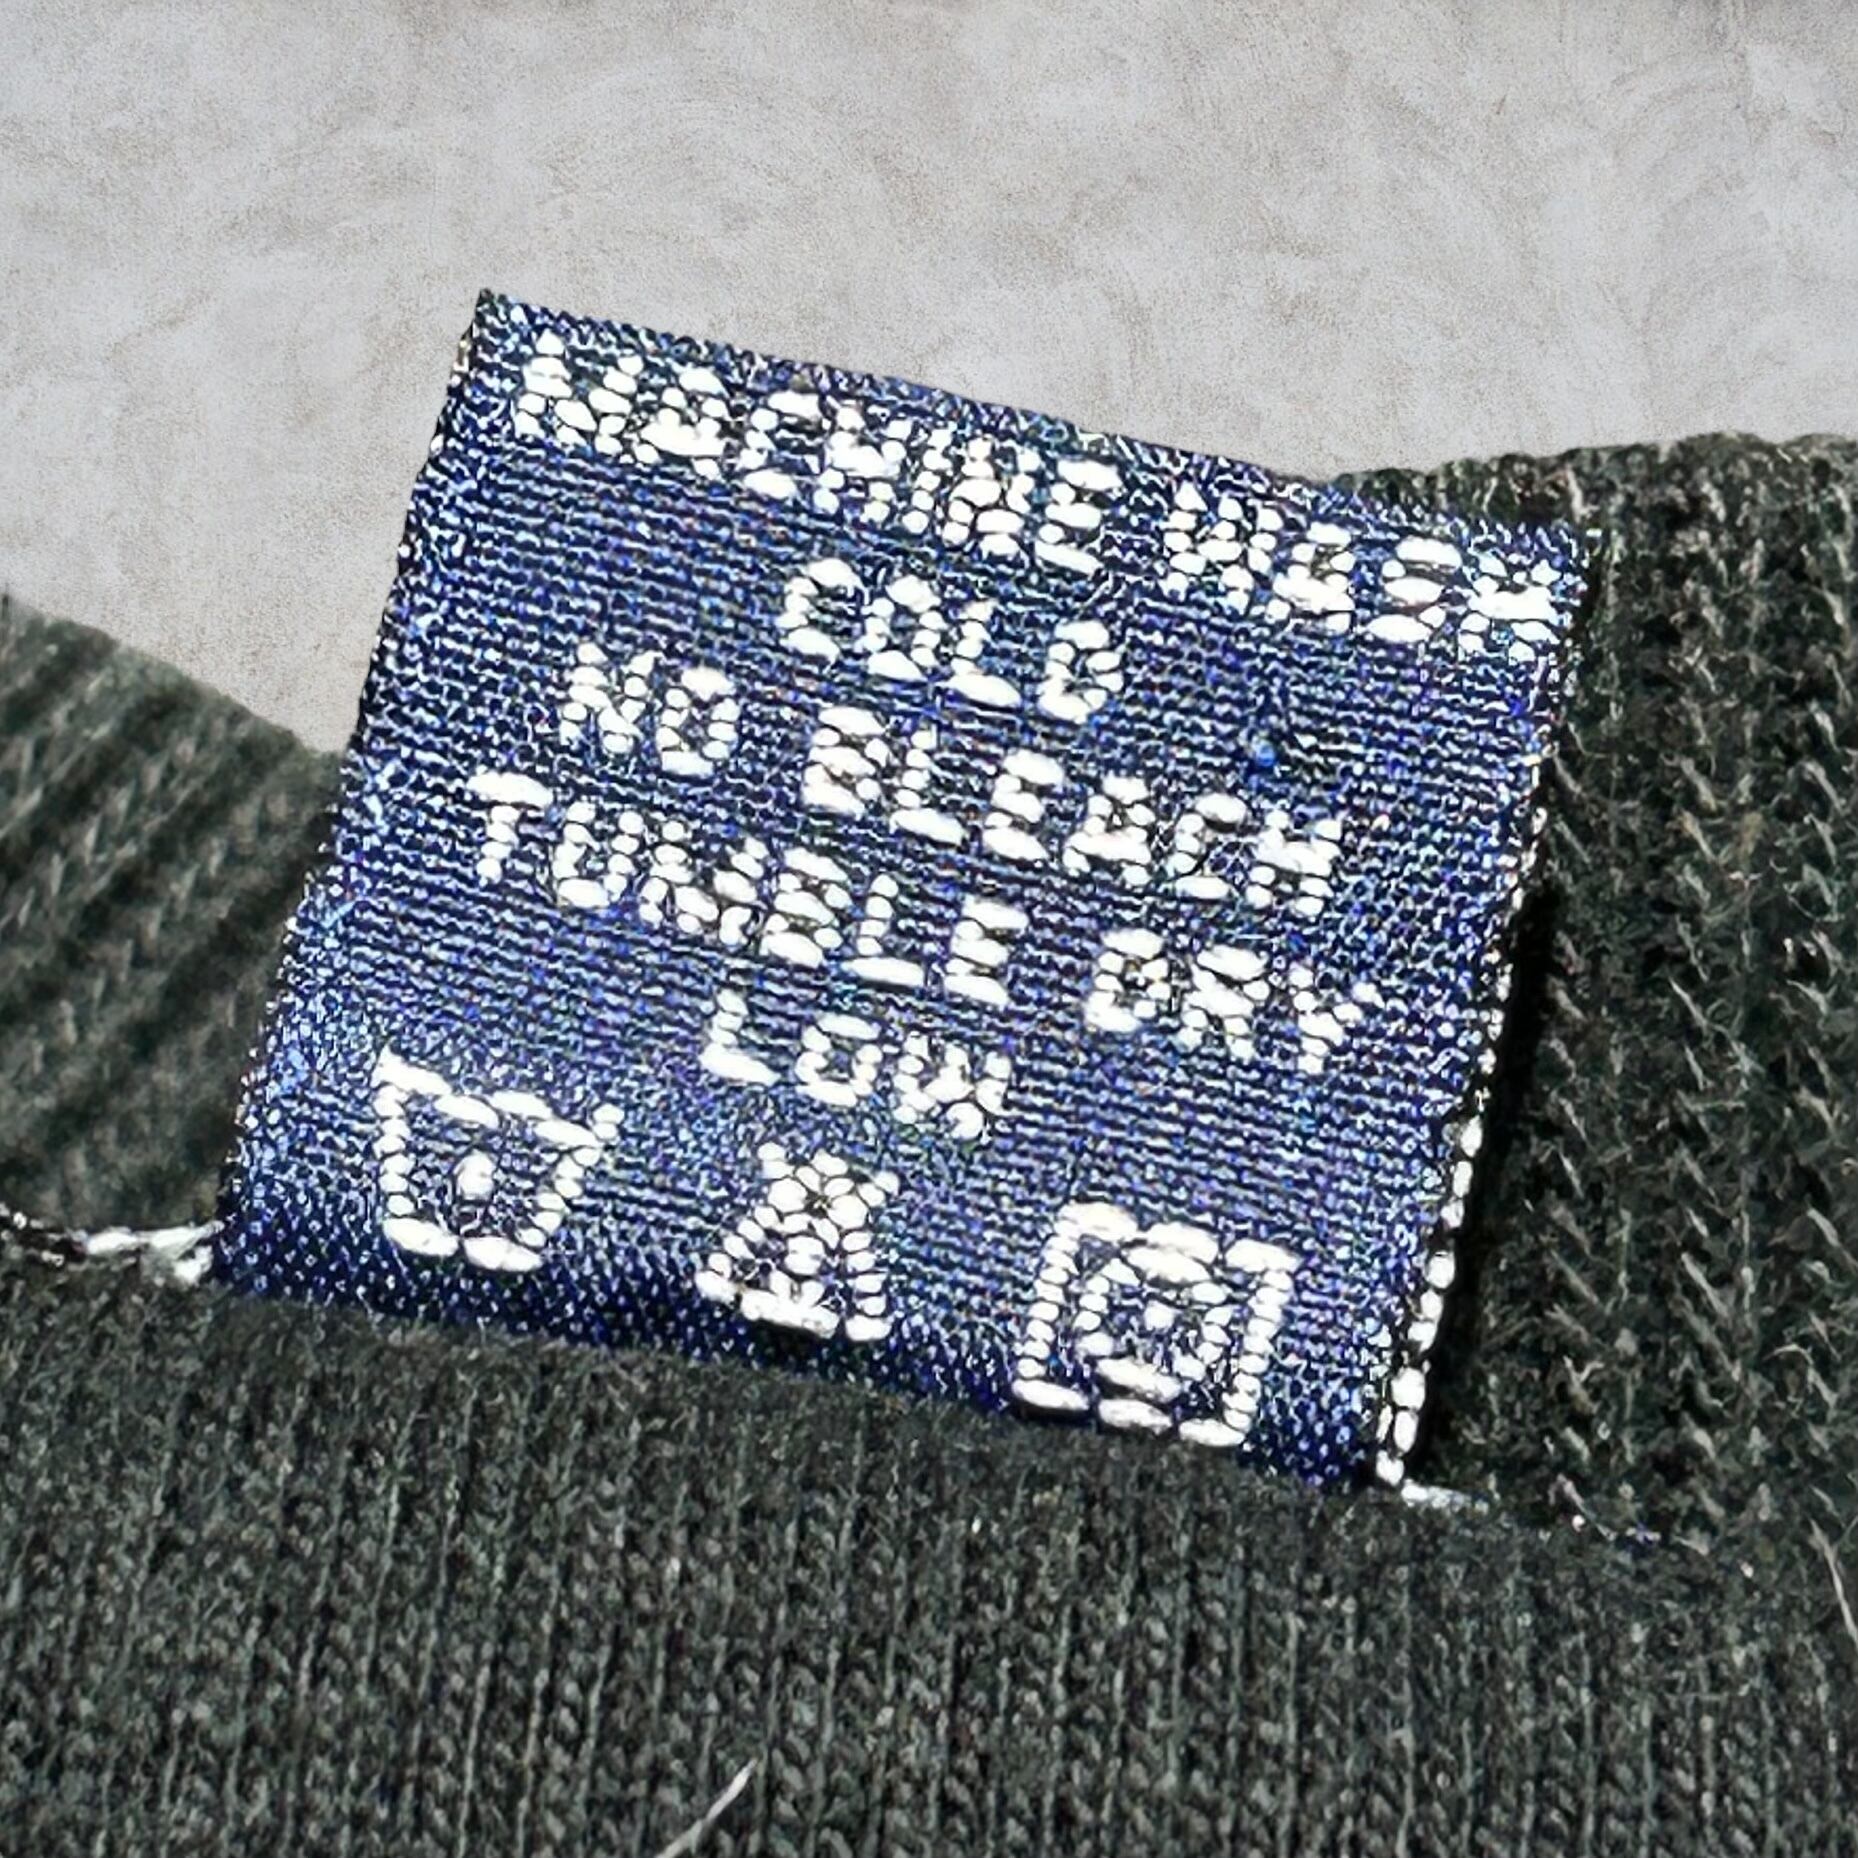 MACHINE WASH
COLD
NO BLEACH
TUMBLE DRY
LOW